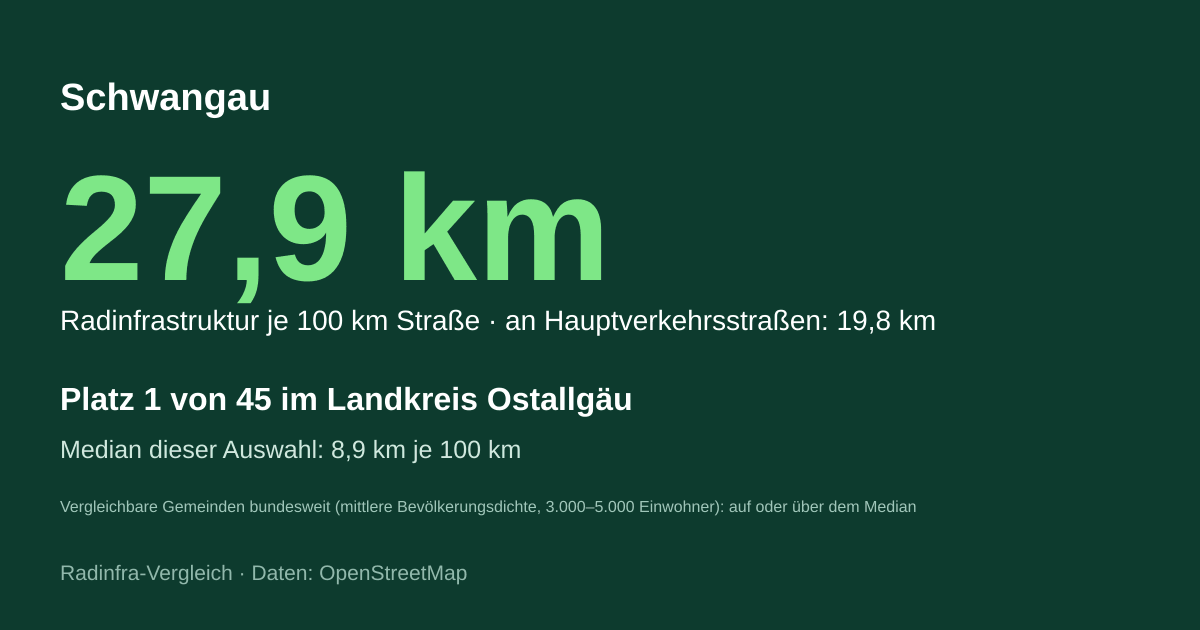 Schwangau
27,9 km
Radinfrastruktur je 100 km Straße · an Hauptverkehrsstraßen: 19,8 km
Platz 1 von 45 im Landkreis Ostallgäu
Median dieser Auswahl: 8,9 km je 100 km
Vergleichbare Gemeinden bundesweit (mittlere Bevölkerungsdichte, 3.000–5.000 Einwohner): auf oder über dem Median
Radinfra-Vergleich · Daten: OpenStreetMap